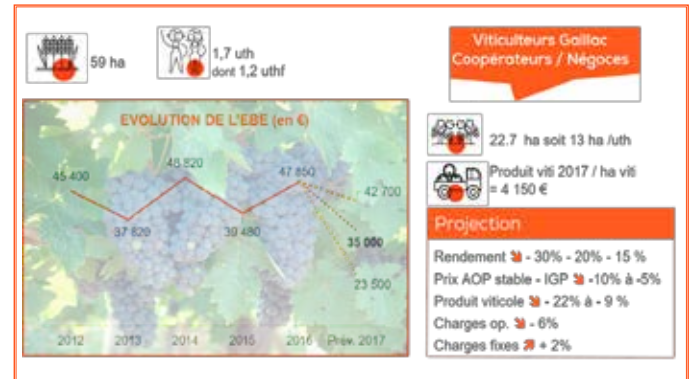 59 ha
1,7 uth
dont 1,2 uthf
Viticulteurs Gaillac
Coopérateurs / Négoces
EVOLUTION DE L'EBE (en €)
45 400
37 820
48 820
39 480
47 850
42 700
35 000
23 500
2012 2013 2014 2015 2016 Prév. 2017
22.7 ha soit 13 ha /uth
Produit viti 2017 / ha viti
= 4 150 €
Projection
Rendement - 30% - 20% - 15 %
Prix AOP stable - IGP -10% à -5%
Produit viticole - 22% à - 9 %
Charges op. - 6%
Charges fixes + 2%